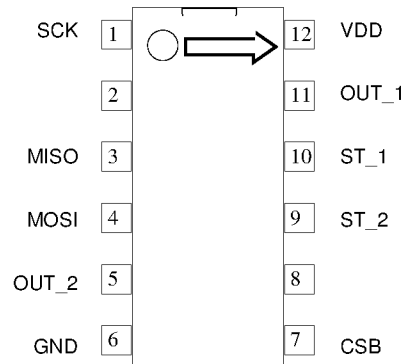 SCK 1 12 VDD
2 11 OUT_1
MISO 3 10 ST_1
MOSI 4 9 ST_2
OUT_2 5 8
GND 6 7 CSB